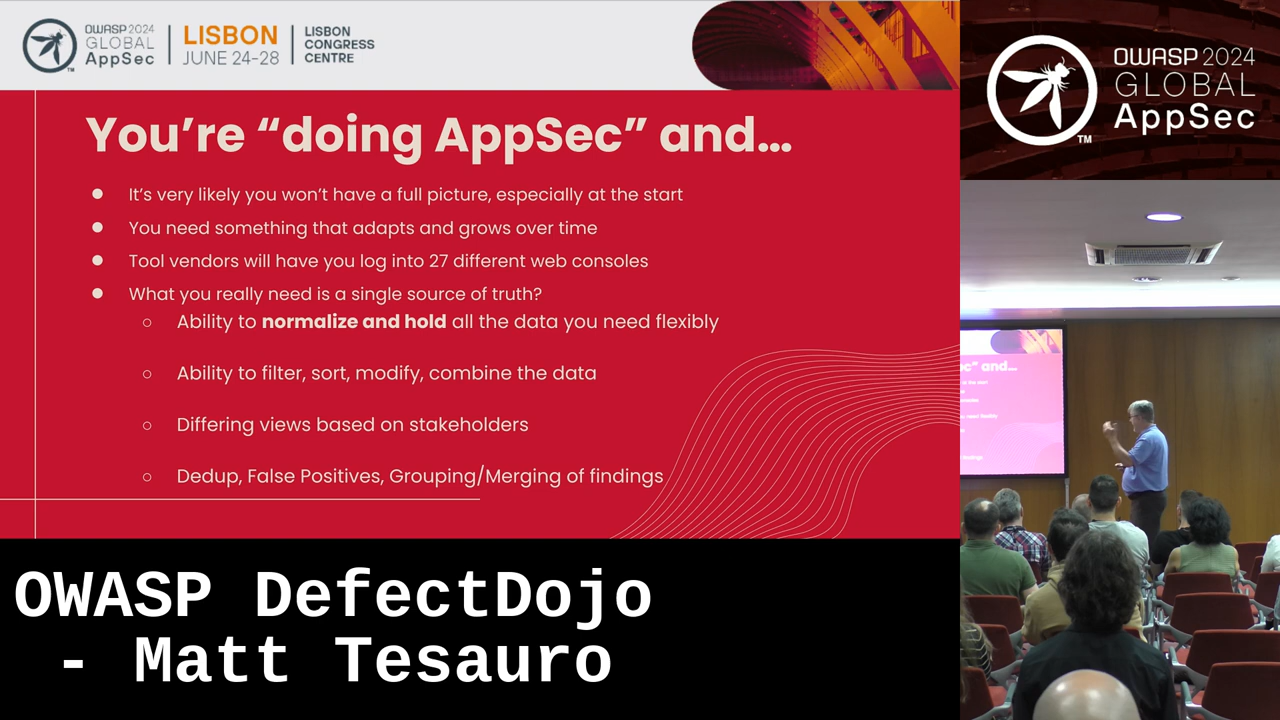 OWASP 2024
GLOBAL
AppSec
TM
LISBON
JUNE 24-28
LISBON
CONGRESS
CENTRE
OWASP 2024
GLOBAL
AppSec
TM
You're “doing AppSec” and...
● It's very likely you won't have a full picture, especially at the start
● You need something that adapts and grows over time
● Tool vendors will have you log into 27 different web consoles
● What you really need is a single source of truth?
○ Ability to normalize and hold all the data you need flexibly
○ Ability to filter, sort, modify, combine the data
○ Differing views based on stakeholders
○ Dedup, False Positives, Grouping/Merging of findings
and...
OWASP DefectDojo
- Matt Tesauro